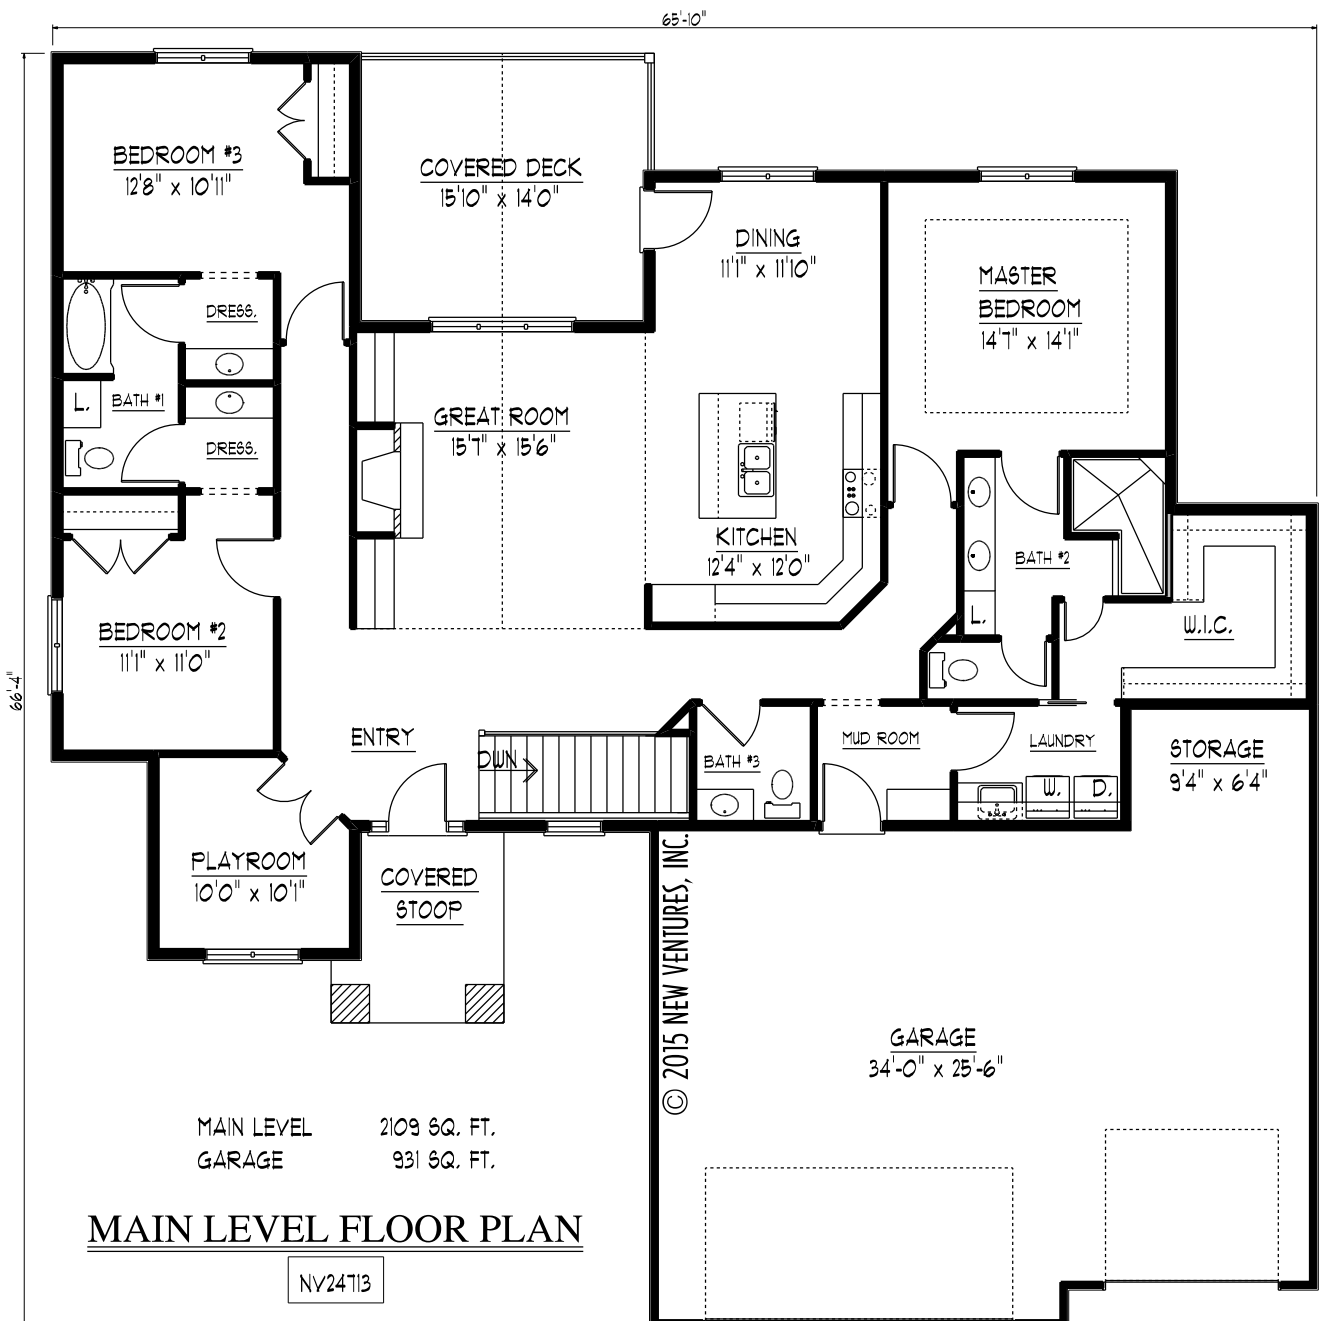 65'-10"
BEDROOM #3
12'8" x 10'11"
COVERED DECK
15'10" x 14'0"
DINING
11'1" x 11'10"
MASTER
BEDROOM
14'7" x 14'1"
DRESS.
L.
BATH #1
DRESS.
GREAT ROOM
15'7" x 15'6"
KITCHEN
12'4" x 12'0"
BATH #2
L.
W.I.C.
BEDROOM #2
11'1" x 11'0"
66'-4"
ENTRY
DWN
BATH #3
MUD ROOM
LAUNDRY
W.
D.
STORAGE
9'4" x 6'4"
PLAYROOM
10'0" x 10'1"
COVERED
STOOP
© 2015 NEW VENTURES, INC.
GARAGE
34'-0" x 25'-6"
MAIN LEVEL 2109 SQ. FT.
GARAGE 931 SQ. FT.
MAIN LEVEL FLOOR PLAN
NV24713